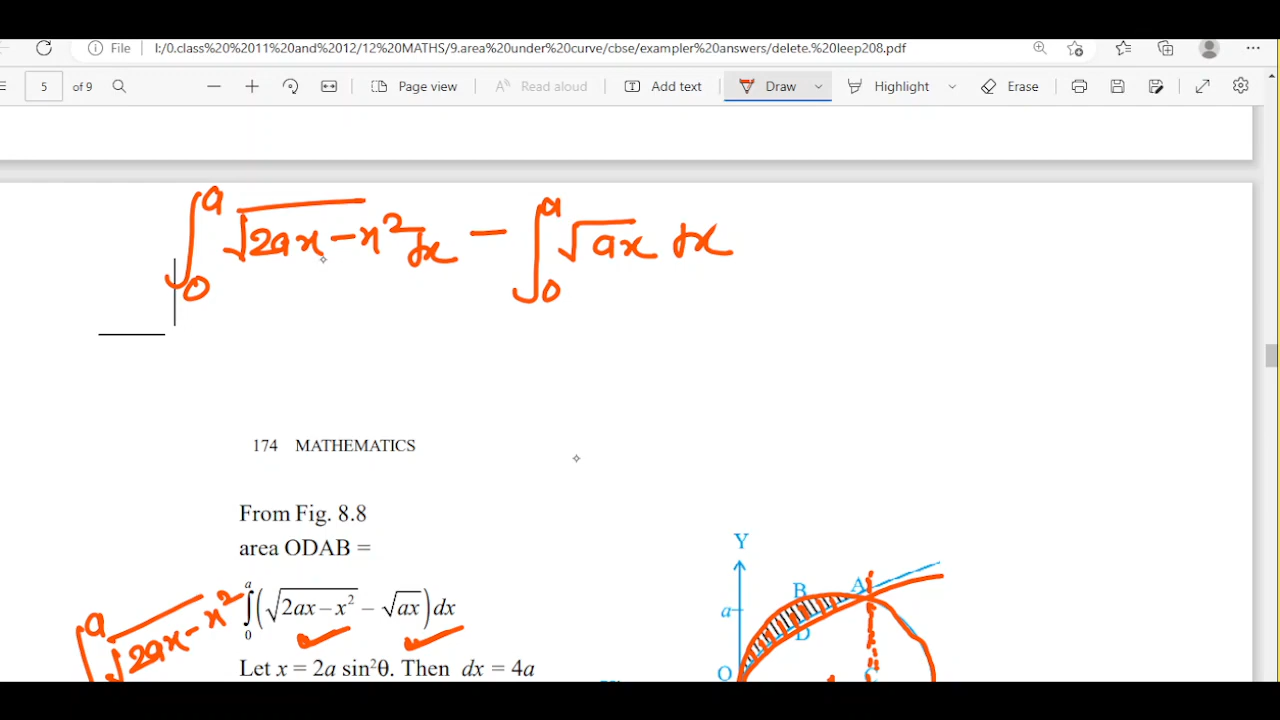 File I:/0.class%20%2011%20and%2012/12%20MATHS/9.area%20under%20curve/cbse/exampler%20answers/delete.%20leep208.pdf
5 of 9 Page view Read aloud Add text Draw Highlight Erase
∫₀ᵃ √(2ax−x²) dx − ∫₀ᵃ √ax dx
174 MATHEMATICS
From Fig. 8.8
area ODAB =
∫₀ᵃ (√(2ax−x²) − √ax) dx
∫ᵃ √(2ax−x²)
Let x = 2a sin²θ. Then dx = 4a
Y
B A
a
D
O C